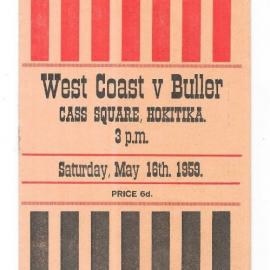 West Coast v Buller
CASS SQUARE, HOKITIKA.
3 p.m.
Saturday, May 16th. 1959.
PRICE 6d.